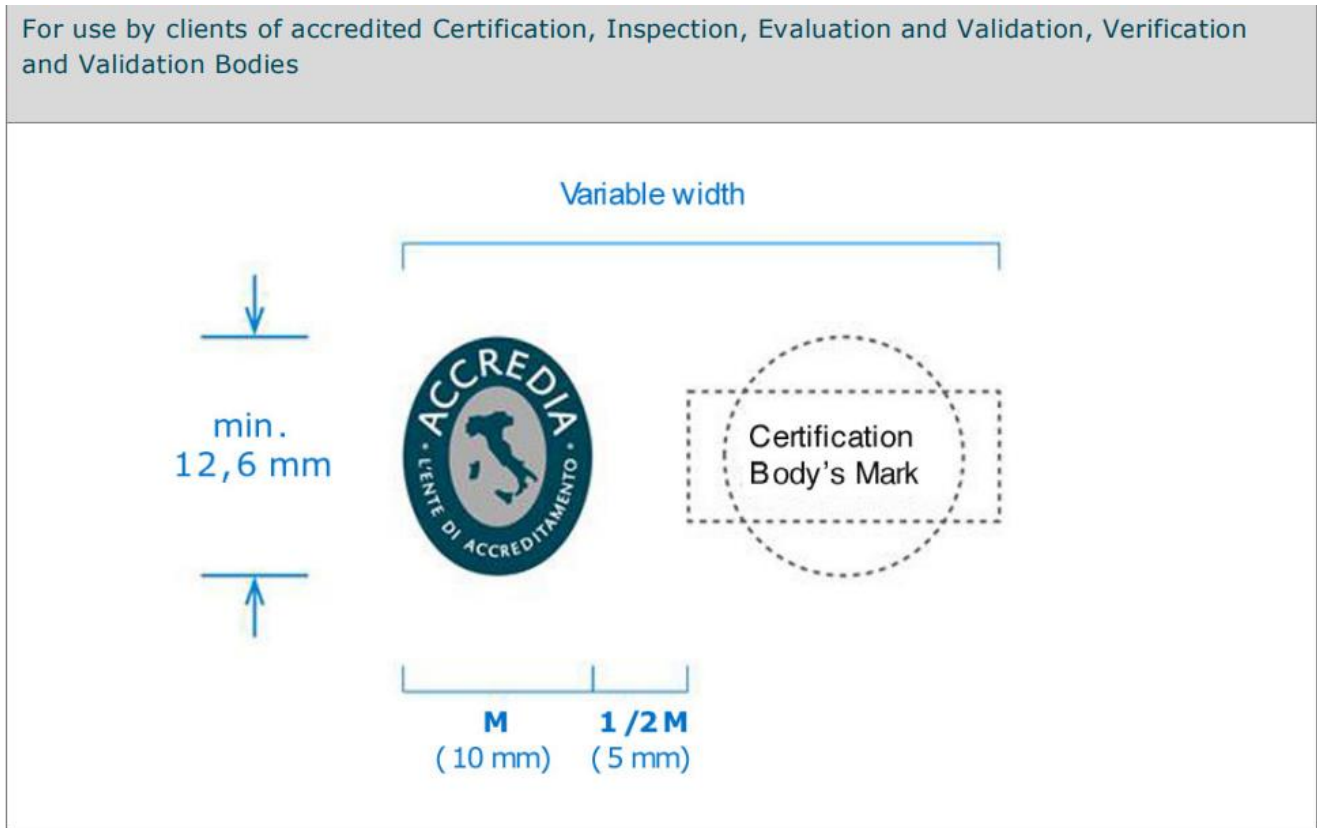 For use by clients of accredited Certification, Inspection, Evaluation and Validation, Verification
and Validation Bodies
Variable width
min.
12,6 mm
ACCREDIA
· L'ENTE DI ACCREDITAMENTO ·
Certification
Body's Mark
M
(10 mm)
1/2 M
(5 mm)